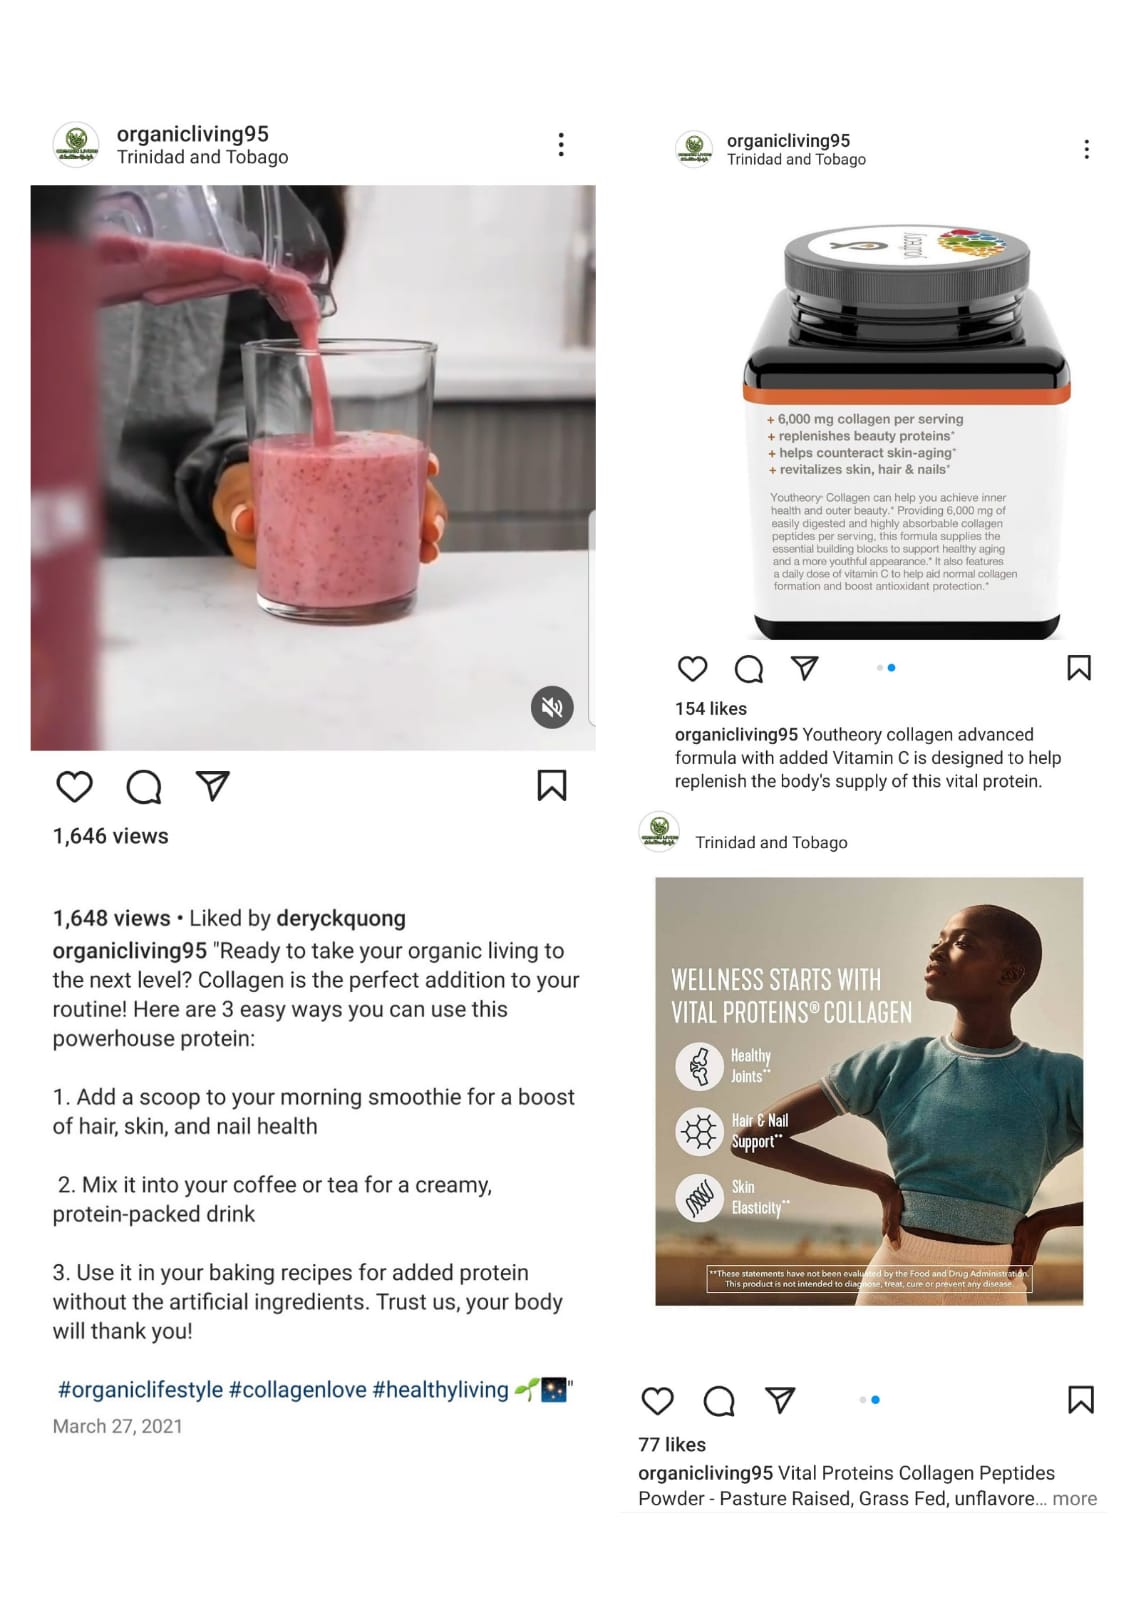 organicliving95
Trinidad and Tobago
1,646 views
1,648 views • Liked by deryckquong
organicliving95 "Ready to take your organic living to
the next level? Collagen is the perfect addition to your
routine! Here are 3 easy ways you can use this
powerhouse protein:
1. Add a scoop to your morning smoothie for a boost
of hair, skin, and nail health
2. Mix it into your coffee or tea for a creamy,
protein-packed drink
3. Use it in your baking recipes for added protein
without the artificial ingredients. Trust us, your body
will thank you!
#organiclifestyle #collagenlove #healthyliving 🌱🎇"
March 27, 2021
organicliving95
Trinidad and Tobago
youtheory
+ 6,000 mg collagen per serving
+ replenishes beauty proteins*
+ helps counteract skin-aging*
+ revitalizes skin, hair & nails*
Youtheory® Collagen can help you achieve inner
health and outer beauty.* Providing 6,000 mg of
easily digested and highly absorbable collagen
peptides per serving, this formula supplies the
essential building blocks to support healthy aging
and a more youthful appearance.* It also features
a daily dose of vitamin C to help aid normal collagen
formation and boost antioxidant protection.*
154 likes
organicliving95 Youtheory collagen advanced
formula with added Vitamin C is designed to help
replenish the body's supply of this vital protein.
Trinidad and Tobago
WELLNESS STARTS WITH
VITAL PROTEINS® COLLAGEN
Healthy
Joints**
Hair & Nail
Support**
Skin
Elasticity**
**These statements have not been evaluated by the Food and Drug Administration.
This product is not intended to diagnose, treat, cure or prevent any disease.
77 likes
organicliving95 Vital Proteins Collagen Peptides
Powder - Pasture Raised, Grass Fed, unflavore... more